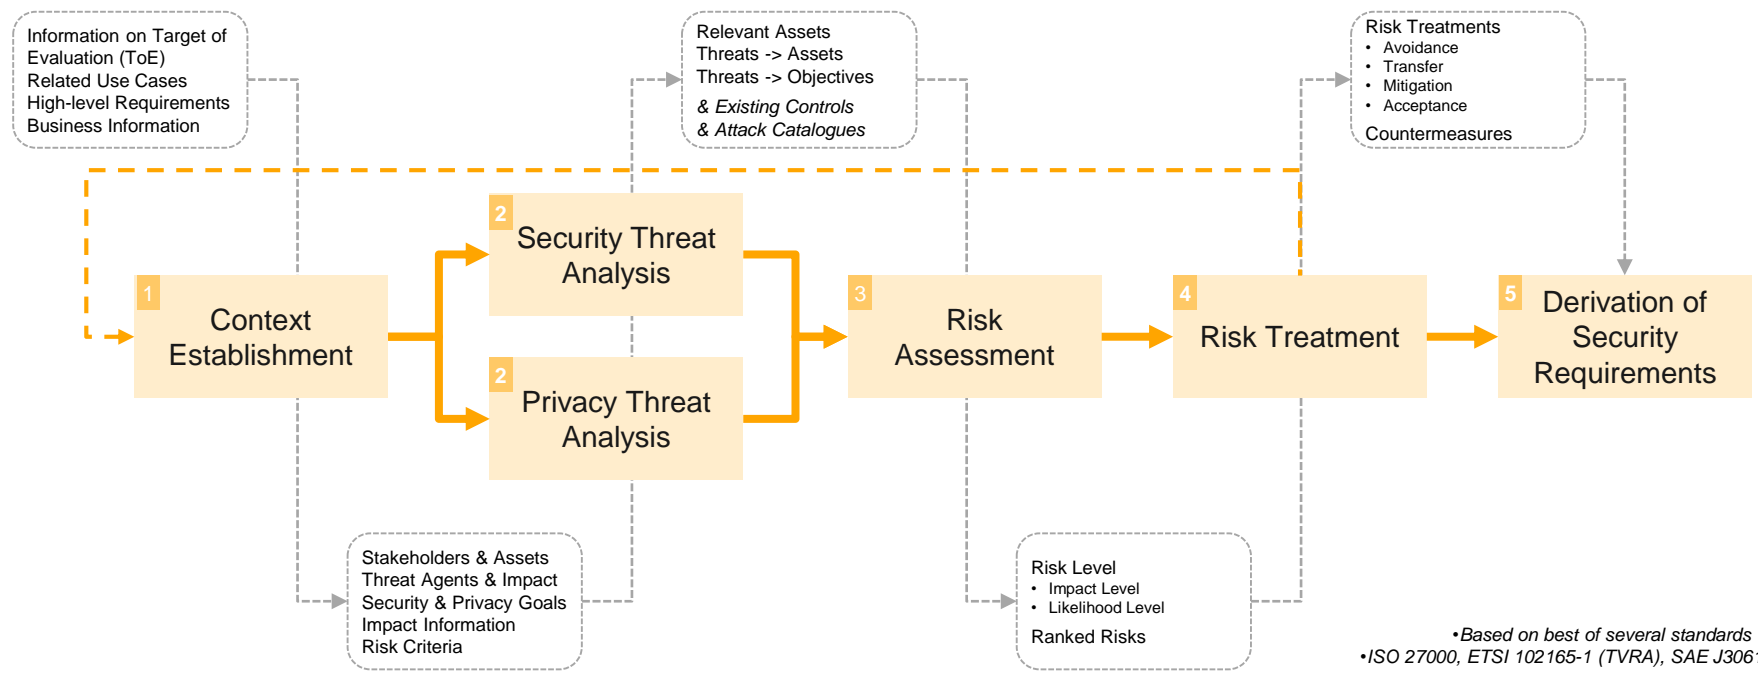 Information on Target of
Evaluation (ToE)
Related Use Cases
High-level Requirements
Business Information
Relevant Assets
Threats -> Assets
Threats -> Objectives
& Existing Controls
& Attack Catalogues
Risk Treatments
• Avoidance
• Transfer
• Mitigation
• Acceptance
Countermeasures
1
Context
Establishment
2
Security Threat
Analysis
2
Privacy Threat
Analysis
3
Risk
Assessment
4
Risk Treatment
5
Derivation of
Security
Requirements
Stakeholders & Assets
Threat Agents & Impact
Security & Privacy Goals
Impact Information
Risk Criteria
Risk Level
• Impact Level
• Likelihood Level
Ranked Risks
•Based on best of several standards
•ISO 27000, ETSI 102165-1 (TVRA), SAE J3061